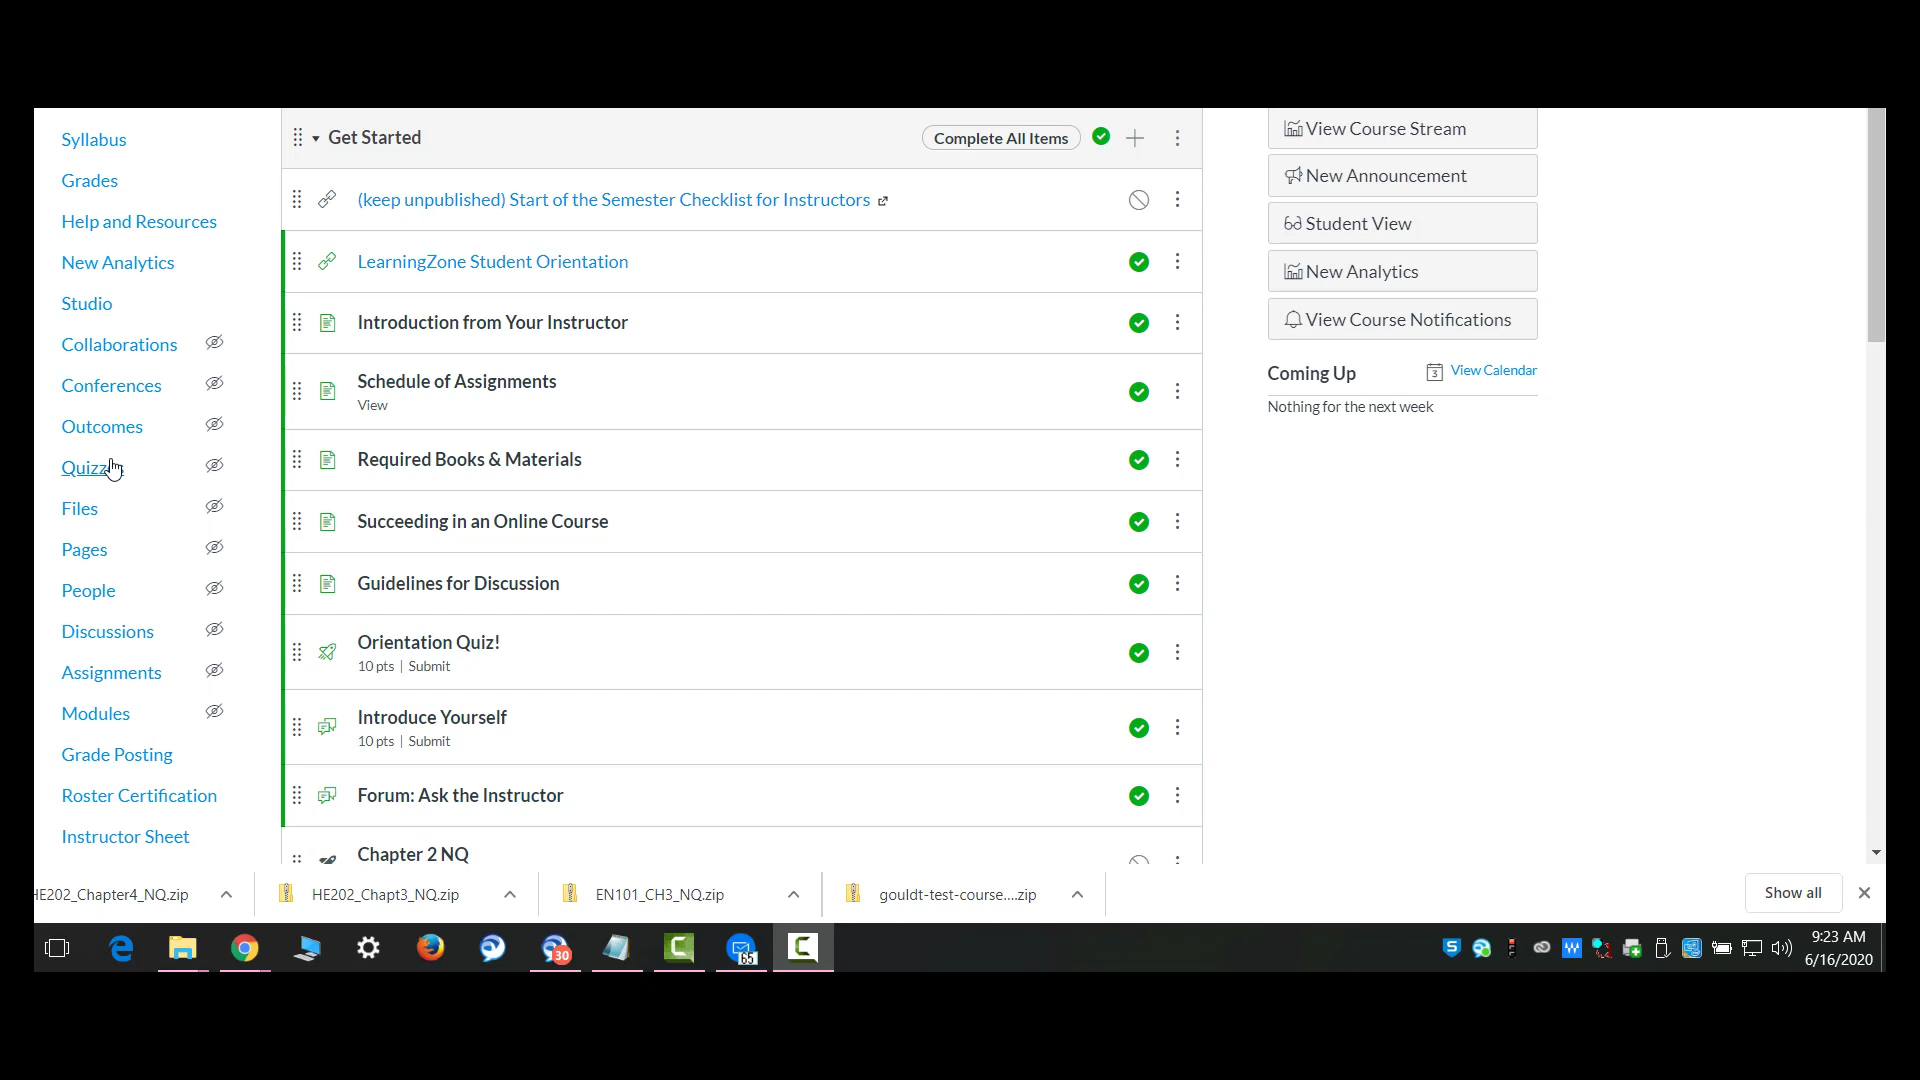 Syllabus
Grades
Help and Resources
New Analytics
Studio
Collaborations
Conferences
Outcomes
Files
Pages
People
Discussions
Assignments
Modules
Grade Posting
Roster Certification
Instructor Sheet
Get Started
Complete All Items
(keep unpublished) Start of the Semester Checklist for Instructors
LearningZone Student Orientation
Introduction from Your Instructor
Schedule of Assignments
View
Required Books & Materials
Succeeding in an Online Course
Guidelines for Discussion
Orientation Quiz!
10 pts | Submit
Introduce Yourself
10 pts | Submit
Forum: Ask the Instructor
Chapter 2 NQ
View Course Stream
New Announcement
Student View
New Analytics
View Course Notifications
Coming Up
3 View Calendar
Nothing for the next week
HE202_Chapter4_NQ.zip
HE202_Chapt3_NQ.zip
EN101_CH3_NQ.zip
gouldt-test-course....zip
Show all
30
65
9:23 AM
6/16/2020